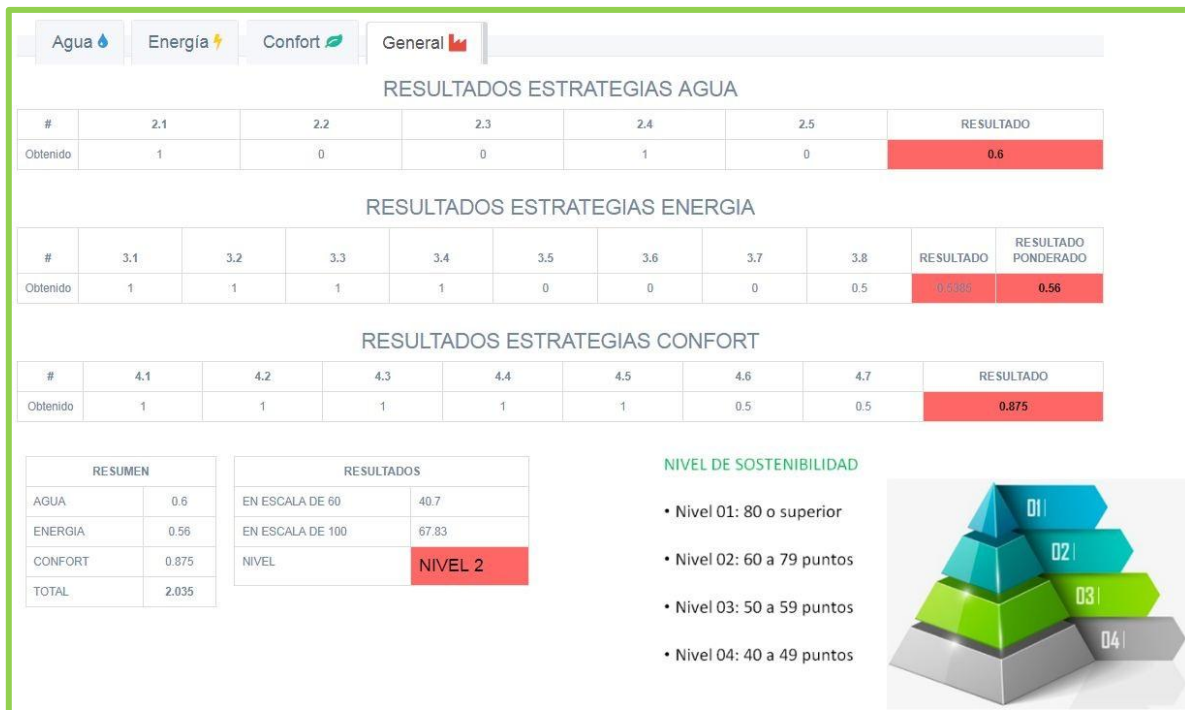 Agua Energía Confort General
RESULTADOS ESTRATEGIAS AGUA
# 2.1 2.2 2.3 2.4 2.5 RESULTADO
Obtenido 1 0 0 1 0 0.6
RESULTADOS ESTRATEGIAS ENERGIA
# 3.1 3.2 3.3 3.4 3.5 3.6 3.7 3.8 RESULTADO RESULTADO PONDERADO
Obtenido 1 1 1 1 0 0 0 0.5 0.5385 0.56
RESULTADOS ESTRATEGIAS CONFORT
# 4.1 4.2 4.3 4.4 4.5 4.6 4.7 RESULTADO
Obtenido 1 1 1 1 1 0.5 0.5 0.875
RESUMEN
AGUA 0.6
ENERGIA 0.56
CONFORT 0.875
TOTAL 2.035
RESULTADOS
EN ESCALA DE 60 40.7
EN ESCALA DE 100 67.83
NIVEL NIVEL 2
NIVEL DE SOSTENIBILIDAD
• Nivel 01: 80 o superior
• Nivel 02: 60 a 79 puntos
• Nivel 03: 50 a 59 puntos
• Nivel 04: 40 a 49 puntos
01
02
03
04